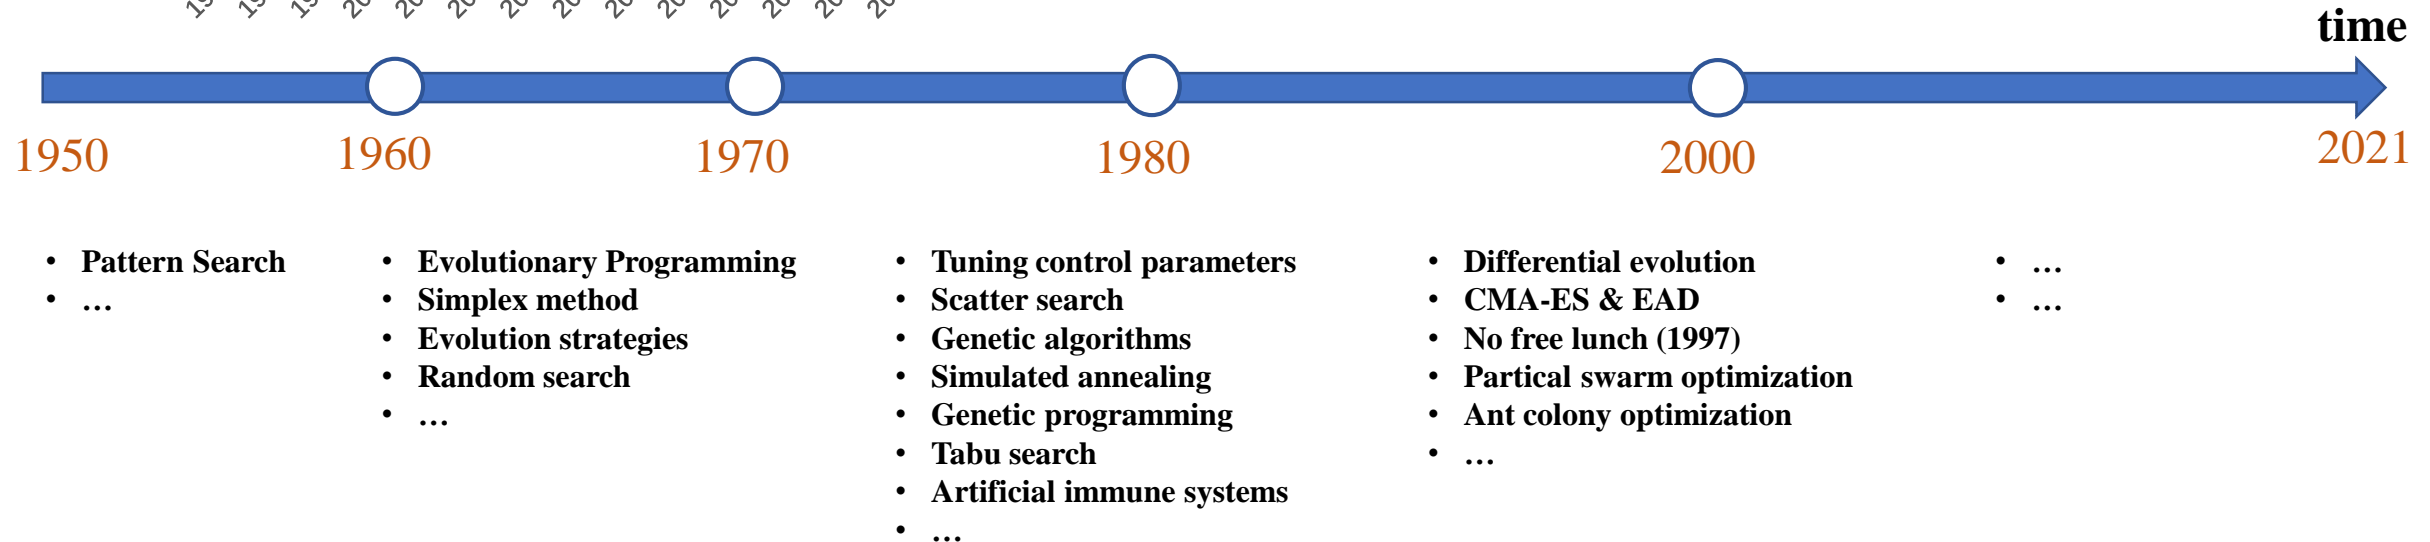 time
1950
1960
1970
1980
2000
2021
• Pattern Search
• …
• Evolutionary Programming
• Simplex method
• Evolution strategies
• Random search
• …
• Tuning control parameters
• Scatter search
• Genetic algorithms
• Simulated annealing
• Genetic programming
• Tabu search
• Artificial immune systems
• …
• Differential evolution
• CMA-ES & EAD
• No free lunch (1997)
• Partical swarm optimization
• Ant colony optimization
• …
• …
• …